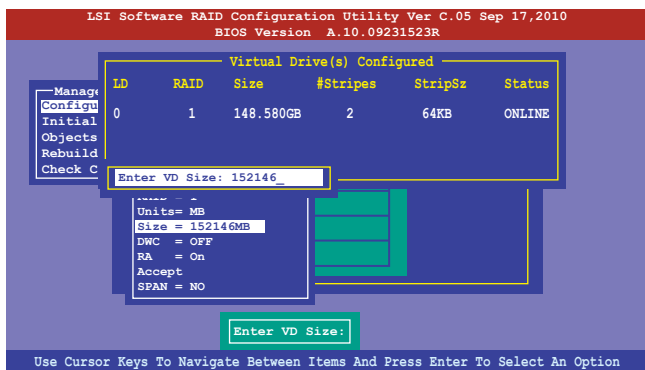 LSI Software RAID Configuration Utility Ver C.05 Sep 17,2010
BIOS Version A.10.09231523R
Virtual Drive(s) Configured
LD RAID Size #Stripes StripSz Status
0 1 148.580GB 2 64KB ONLINE
Manage
Configu
Initial
Objects
Rebuild
Check C
Enter VD Size: 152146_
Units= MB
Size = 152146MB
DWC = OFF
RA = On
Accept
SPAN = NO
Enter VD Size:
Use Cursor Keys To Navigate Between Items And Press Enter To Select An Option